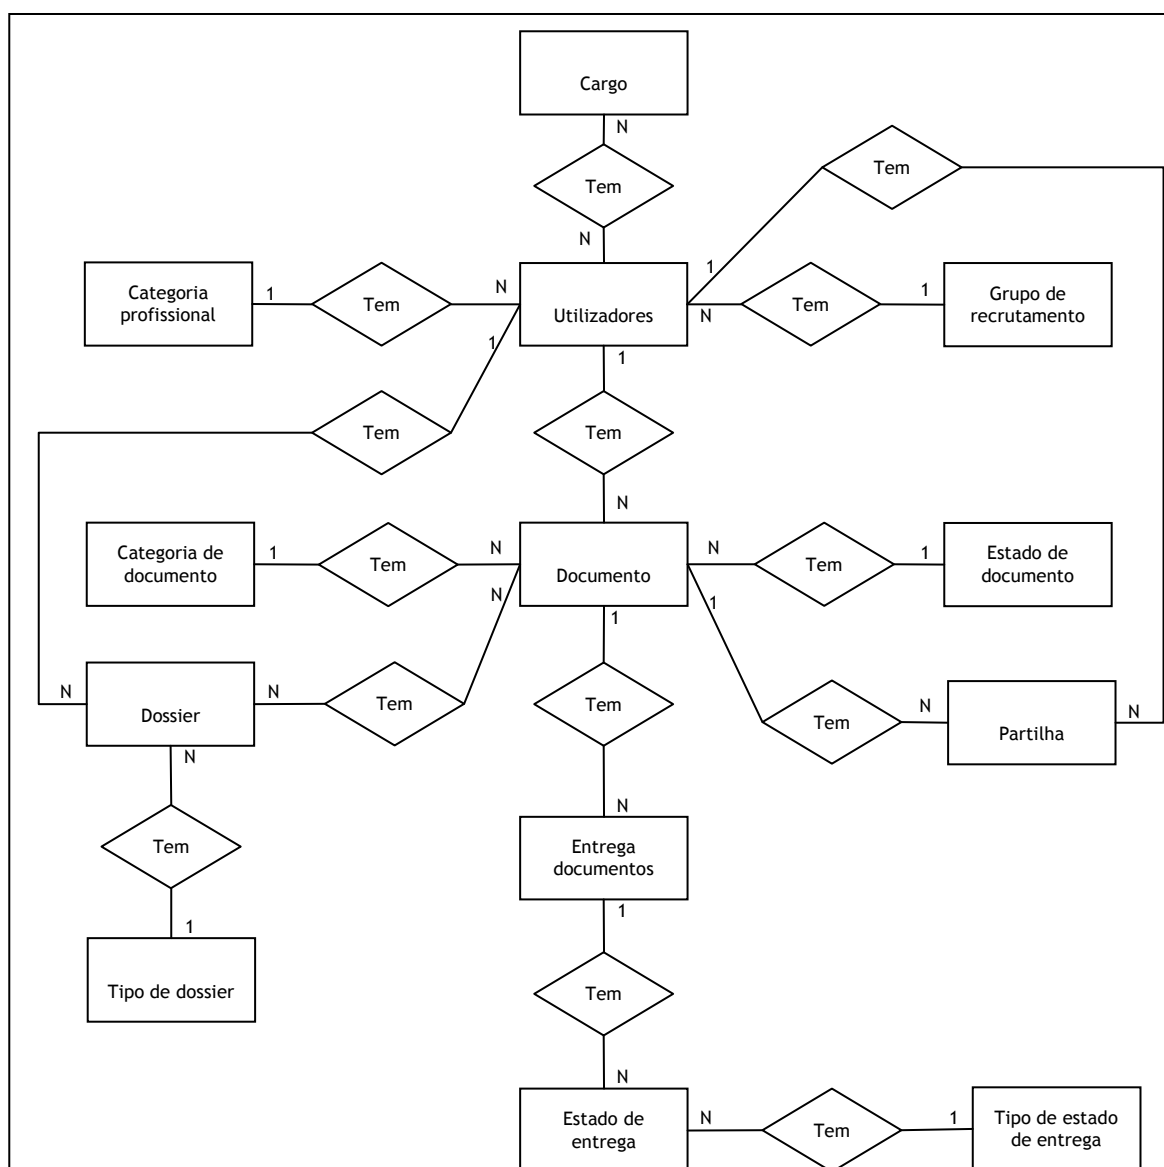 Cargo
N
Tem
Tem
N
1
Categoria
profissional
1
Tem
N
Utilizadores
N
Tem
1
Grupo de
recrutamento
1
1
Tem
Tem
N
Categoria de
documento
1
Tem
N
N
Documento
N
1
Tem
1
Estado de
documento
1
N
Dossier
N
Tem
Tem
Tem
N
Partilha
N
N
Tem
N
Entrega
documentos
1
1
Tipo de dossier
Tem
N
Estado de
entrega
N
Tem
1
Tipo de estado
de entrega